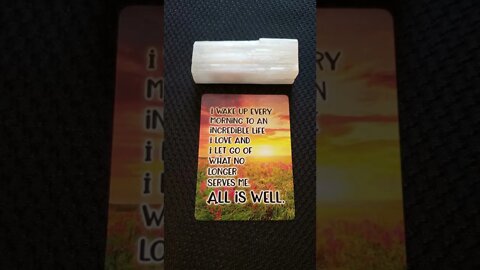 i WAKE UP EVERY
MORNiNG TO AN
iNCREDiBLE LiFE
i LOVE AND
i LET GO OF
WHAT NO
LONGER
SERVES ME.
ALL iS WELL.